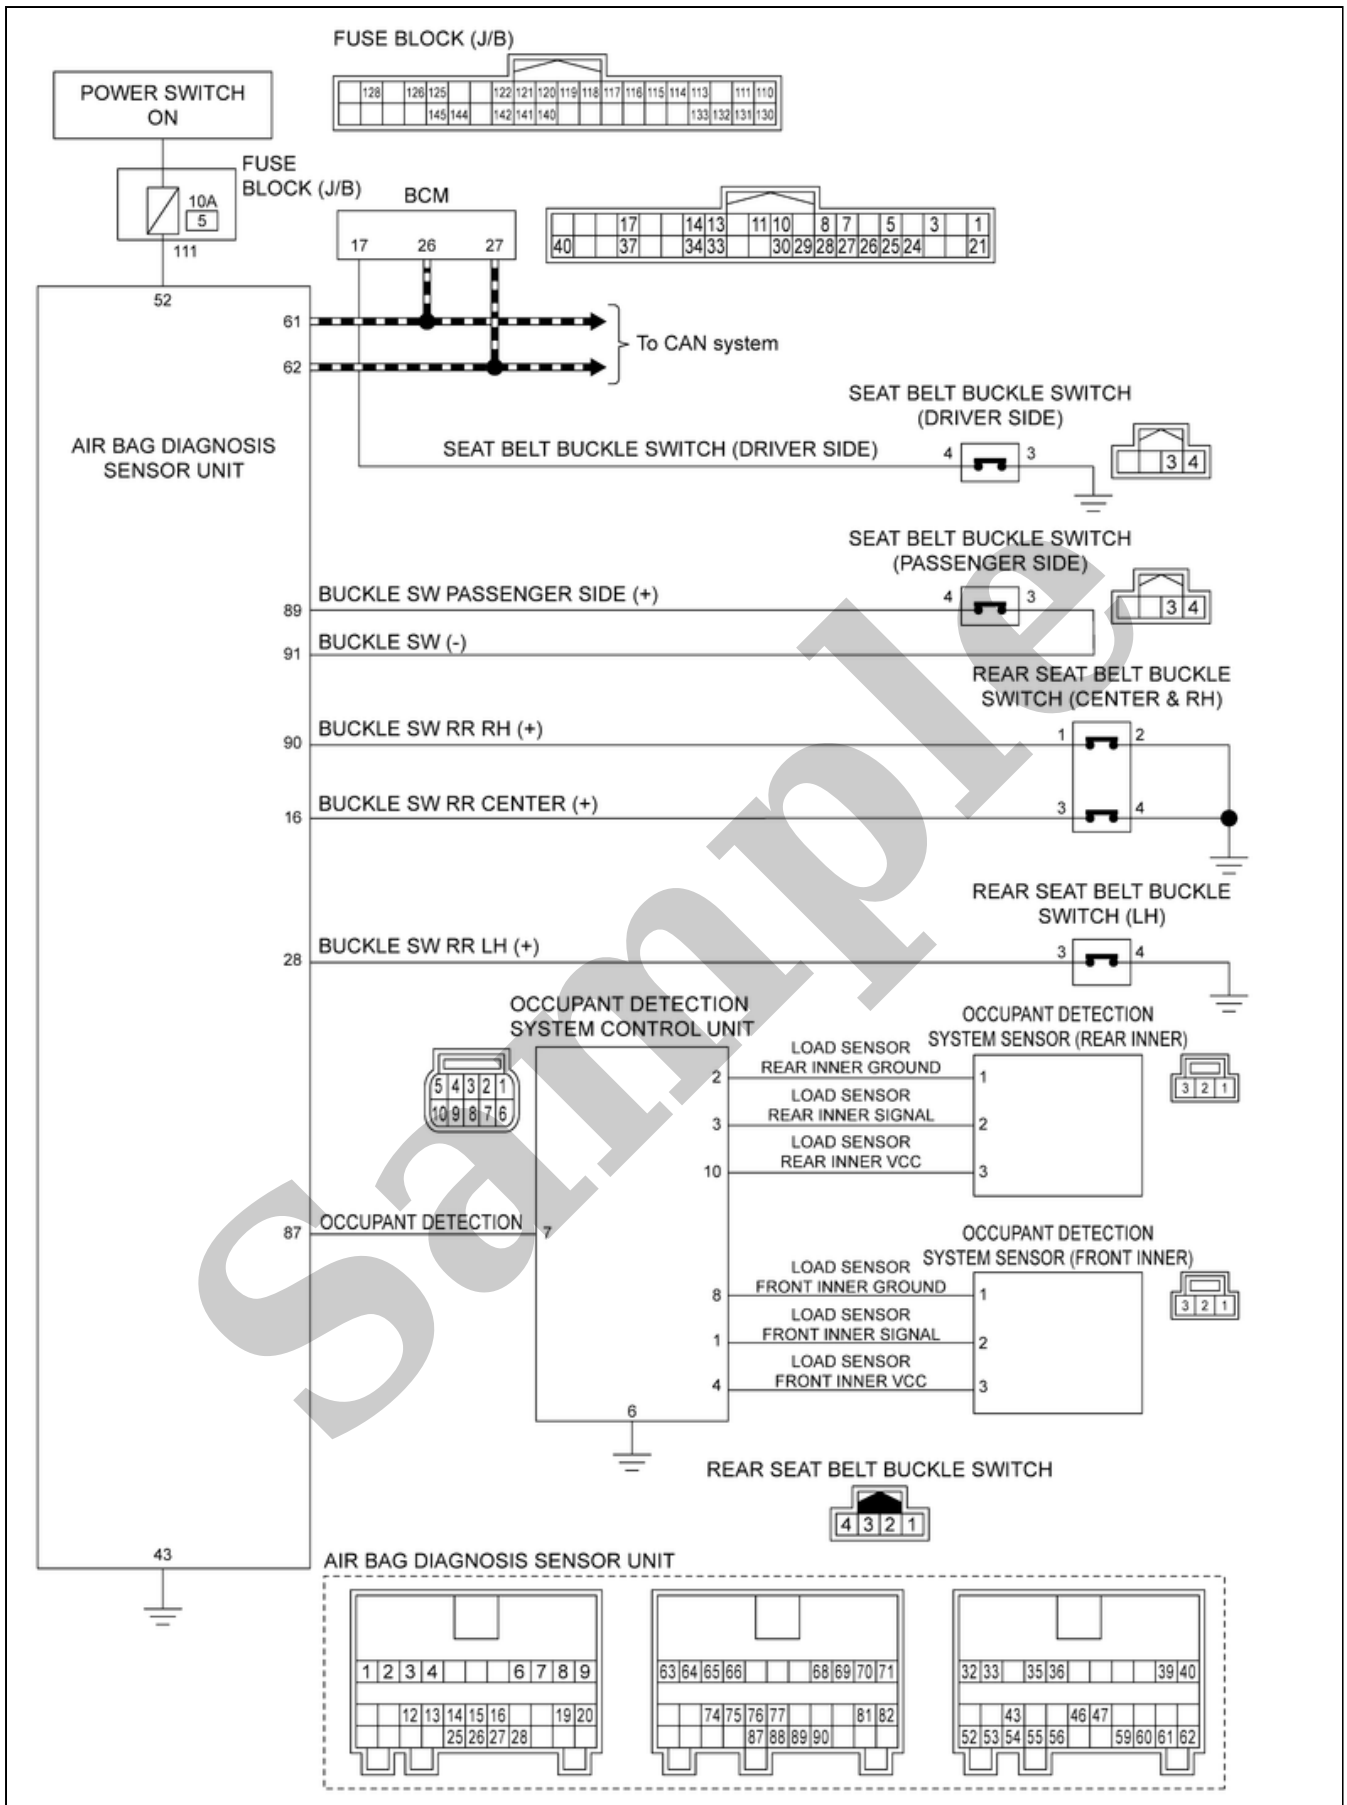 FUSE BLOCK (J/B)
128 126 125 122 121 120 119 118 117 116 115 114 113 111 110
145 144 142 141 140 133 132 131 130
POWER SWITCH
ON
FUSE
BLOCK (J/B)
10A
5
111
BCM
17 26 27
17 14 13 11 10 8 7 5 3 1
40 37 34 33 30 29 28 27 26 25 24 21
52
61
62
To CAN system
AIR BAG DIAGNOSIS
SENSOR UNIT
SEAT BELT BUCKLE SWITCH
(DRIVER SIDE)
SEAT BELT BUCKLE SWITCH (DRIVER SIDE)
4 3
3 4
SEAT BELT BUCKLE SWITCH
(PASSENGER SIDE)
89 BUCKLE SW PASSENGER SIDE (+) 4 3
3 4
91 BUCKLE SW (-)
REAR SEAT BELT BUCKLE
SWITCH (CENTER & RH)
90 BUCKLE SW RR RH (+) 1 2
16 BUCKLE SW RR CENTER (+) 3 4
REAR SEAT BELT BUCKLE
SWITCH (LH)
28 BUCKLE SW RR LH (+) 3 4
OCCUPANT DETECTION
SYSTEM CONTROL UNIT
5 4 3 2 1
10 9 8 7 6
OCCUPANT DETECTION
SYSTEM SENSOR (REAR INNER)
LOAD SENSOR
REAR INNER GROUND
2 1
LOAD SENSOR
REAR INNER SIGNAL
3 2
LOAD SENSOR
REAR INNER VCC
10 3
3 2 1
87 OCCUPANT DETECTION 7
OCCUPANT DETECTION
SYSTEM SENSOR (FRONT INNER)
LOAD SENSOR
FRONT INNER GROUND
8 1
LOAD SENSOR
FRONT INNER SIGNAL
1 2
LOAD SENSOR
FRONT INNER VCC
4 3
3 2 1
6
REAR SEAT BELT BUCKLE SWITCH
4 3 2 1
43
AIR BAG DIAGNOSIS SENSOR UNIT
1 2 3 4 6 7 8 9
12 13 14 15 16 19 20
25 26 27 28
63 64 65 66 68 69 70 71
74 75 76 77 81 82
87 88 89 90
32 33 35 36 39 40
43 46 47
52 53 54 55 56 59 60 61 62
Sample